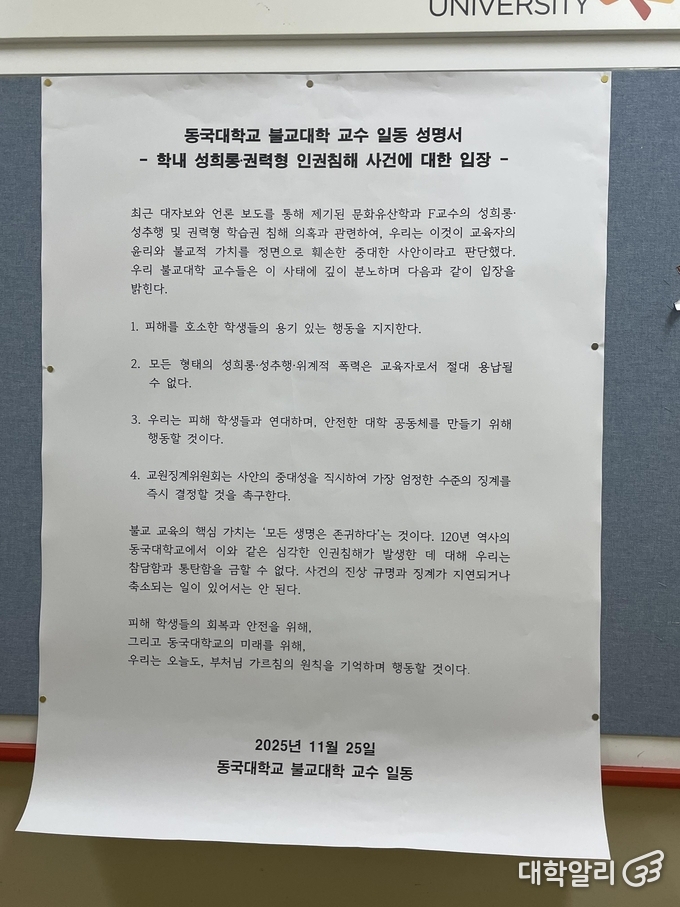 UNIVERSITY
동국대학교 불교대학 교수 일동 성명서
- 학내 성희롱·권력형 인권침해 사건에 대한 입장 -
최근 대자보와 언론 보도를 통해 제기된 문화유산학과 F교수의 성희롱·
성추행 및 권력형 학습권 침해 의혹과 관련하여, 우리는 이것이 교육자의
윤리와 불교적 가치를 정면으로 훼손한 중대한 사안이라고 판단했다.
우리 불교대학 교수들은 이 사태에 깊이 분노하며 다음과 같이 입장을
밝힌다.
1. 피해를 호소한 학생들의 용기 있는 행동을 지지한다.
2. 모든 형태의 성희롱·성추행·위계적 폭력은 교육자로서 절대 용납될
수 없다.
3. 우리는 피해 학생들과 연대하며, 안전한 대학 공동체를 만들기 위해
행동할 것이다.
4. 교원징계위원회는 사안의 중대성을 직시하여 가장 엄정한 수준의 징계를
즉시 결정할 것을 촉구한다.
불교 교육의 핵심 가치는 ‘모든 생명은 존귀하다’는 것이다. 120년 역사의
동국대학교에서 이와 같은 심각한 인권침해가 발생한 데 대해 우리는
참담함과 통탄함을 금할 수 없다. 사건의 진상 규명과 징계가 지연되거나
축소되는 일이 있어서는 안 된다.
피해 학생들의 회복과 안전을 위해,
그리고 동국대학교의 미래를 위해,
우리는 오늘도, 부처님 가르침의 원칙을 기억하며 행동할 것이다.
2025년 11월 25일
동국대학교 불교대학 교수 일동
대학알리